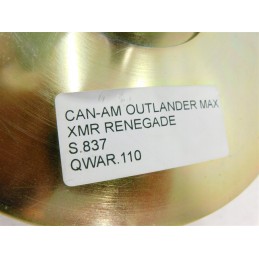 CAN-AM OUTLANDER MAX
XMR RENEGADE
S.837
QWAR.110